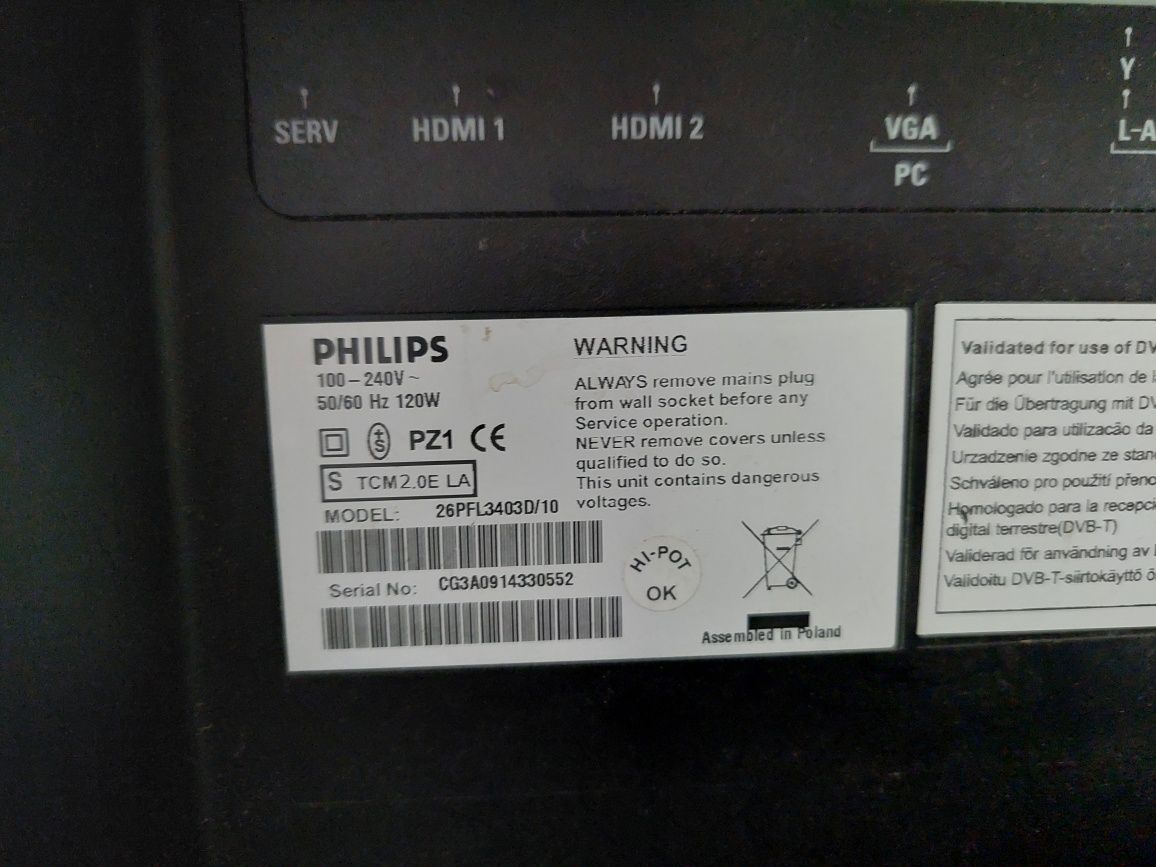 SERV HDMI 1 HDMI 2 VGA
PC
Y
L-A
PHILIPS
100-240V~
50/60 Hz 120W
PZ1 CE
S TCM2.0E LA
MODEL: 26PFL3403D/10
Serial No: CG3A0914330552
WARNING
ALWAYS remove mains plug
from wall socket before any
Service operation.
NEVER remove covers unless
qualified to do so.
This unit contains dangerous
voltages.
HI-POT
OK
Assembled in Poland
Validated for use of DV
Agrée pour l'utilisation de
Für die Übertragung mit DV
Validado para utilizacão da
Urzadzenie zgodne ze stan
Schváleno pro použití přeno
Homologado para la recepci
digital terrestre(DVB-T)
Validerad för användning av
Validoitu DVB-T-siirtokäyttö